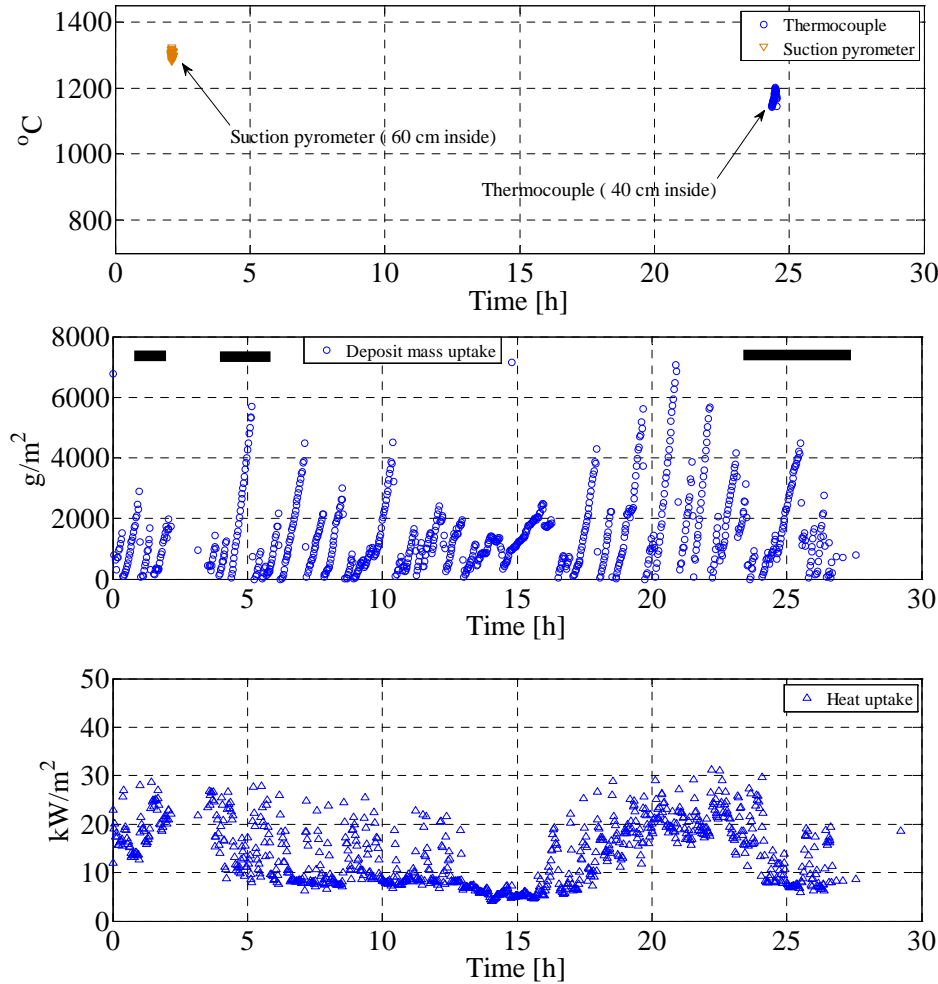 1400
1200
1000
800
°C
Thermocouple
Suction pyrometer
Suction pyrometer ( 60 cm inside)
Thermocouple ( 40 cm inside)
0 5 10 15 20 25 30
Time [h]
8000
6000
4000
2000
0
g/m²
Deposit mass uptake
0 5 10 15 20 25 30
Time [h]
50
40
30
20
10
0
kW/m²
Heat uptake
0 5 10 15 20 25 30
Time [h]